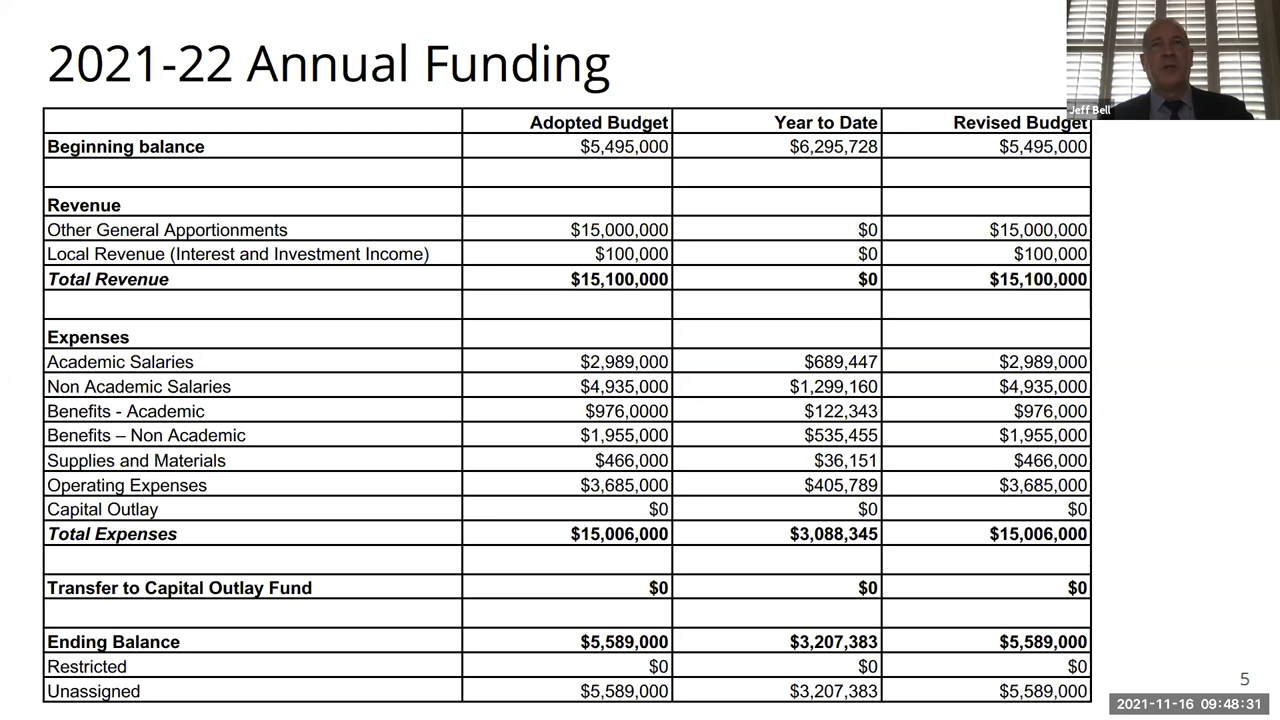 2021-22 Annual Funding
Jeff Bell
Adopted Budget Year to Date Revised Budget
Beginning balance $5,495,000 $6,295,728 $5,495,000
Revenue
Other General Apportionments $15,000,000 $0 $15,000,000
Local Revenue (Interest and Investment Income) $100,000 $0 $100,000
Total Revenue $15,100,000 $0 $15,100,000
Expenses
Academic Salaries $2,989,000 $689,447 $2,989,000
Non Academic Salaries $4,935,000 $1,299,160 $4,935,000
Benefits - Academic $976,0000 $122,343 $976,000
Benefits – Non Academic $1,955,000 $535,455 $1,955,000
Supplies and Materials $466,000 $36,151 $466,000
Operating Expenses $3,685,000 $405,789 $3,685,000
Capital Outlay $0 $0 $0
Total Expenses $15,006,000 $3,088,345 $15,006,000
Transfer to Capital Outlay Fund $0 $0 $0
Ending Balance $5,589,000 $3,207,383 $5,589,000
Restricted $0 $0 $0
Unassigned $5,589,000 $3,207,383 $5,589,000
5
2021-11-16 09:48:31